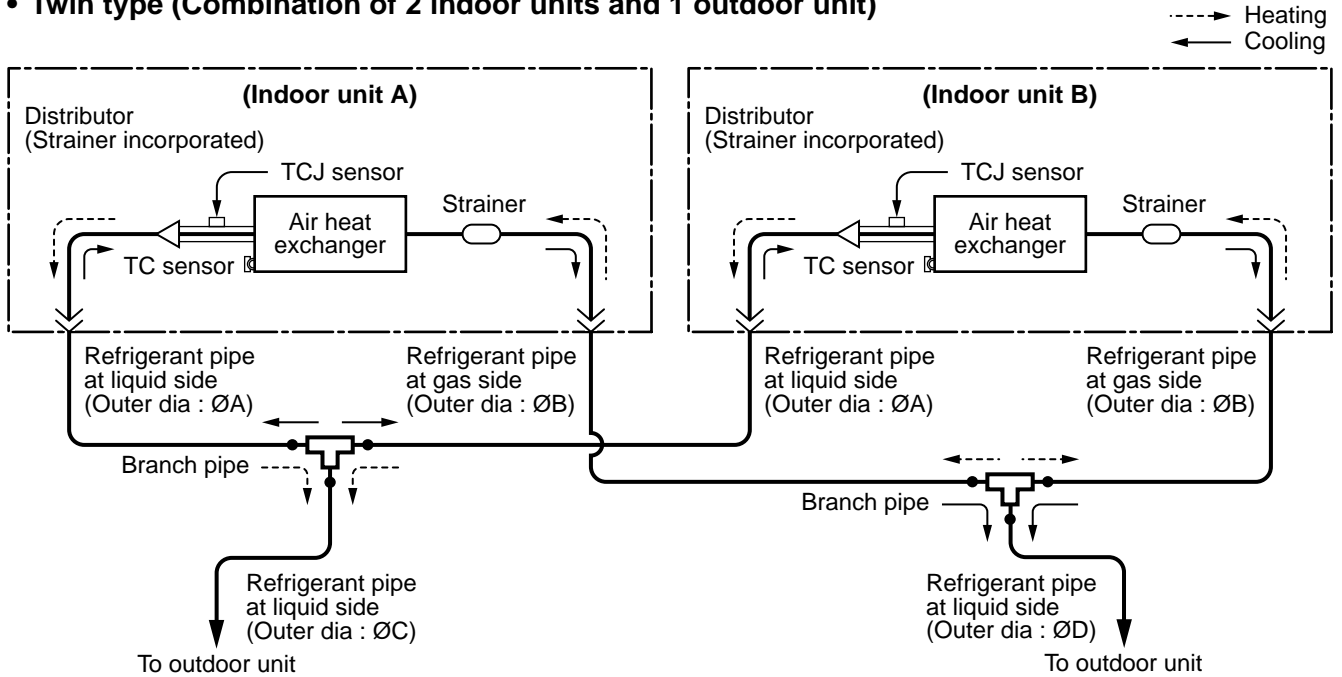 • Twin type (Combination of 2 indoor units and 1 outdoor unit)
Heating
Cooling
(Indoor unit A)
Distributor
(Strainer incorporated)
TCJ sensor
Air heat
exchanger
Strainer
TC sensor
Refrigerant pipe
at liquid side
(Outer dia : ØA)
Refrigerant pipe
at gas side
(Outer dia : ØB)
(Indoor unit B)
Distributor
(Strainer incorporated)
TCJ sensor
Air heat
exchanger
Strainer
TC sensor
Refrigerant pipe
at liquid side
(Outer dia : ØA)
Refrigerant pipe
at gas side
(Outer dia : ØB)
Branch pipe
Refrigerant pipe
at liquid side
(Outer dia : ØC)
To outdoor unit
Branch pipe
Refrigerant pipe
at liquid side
(Outer dia : ØD)
To outdoor unit